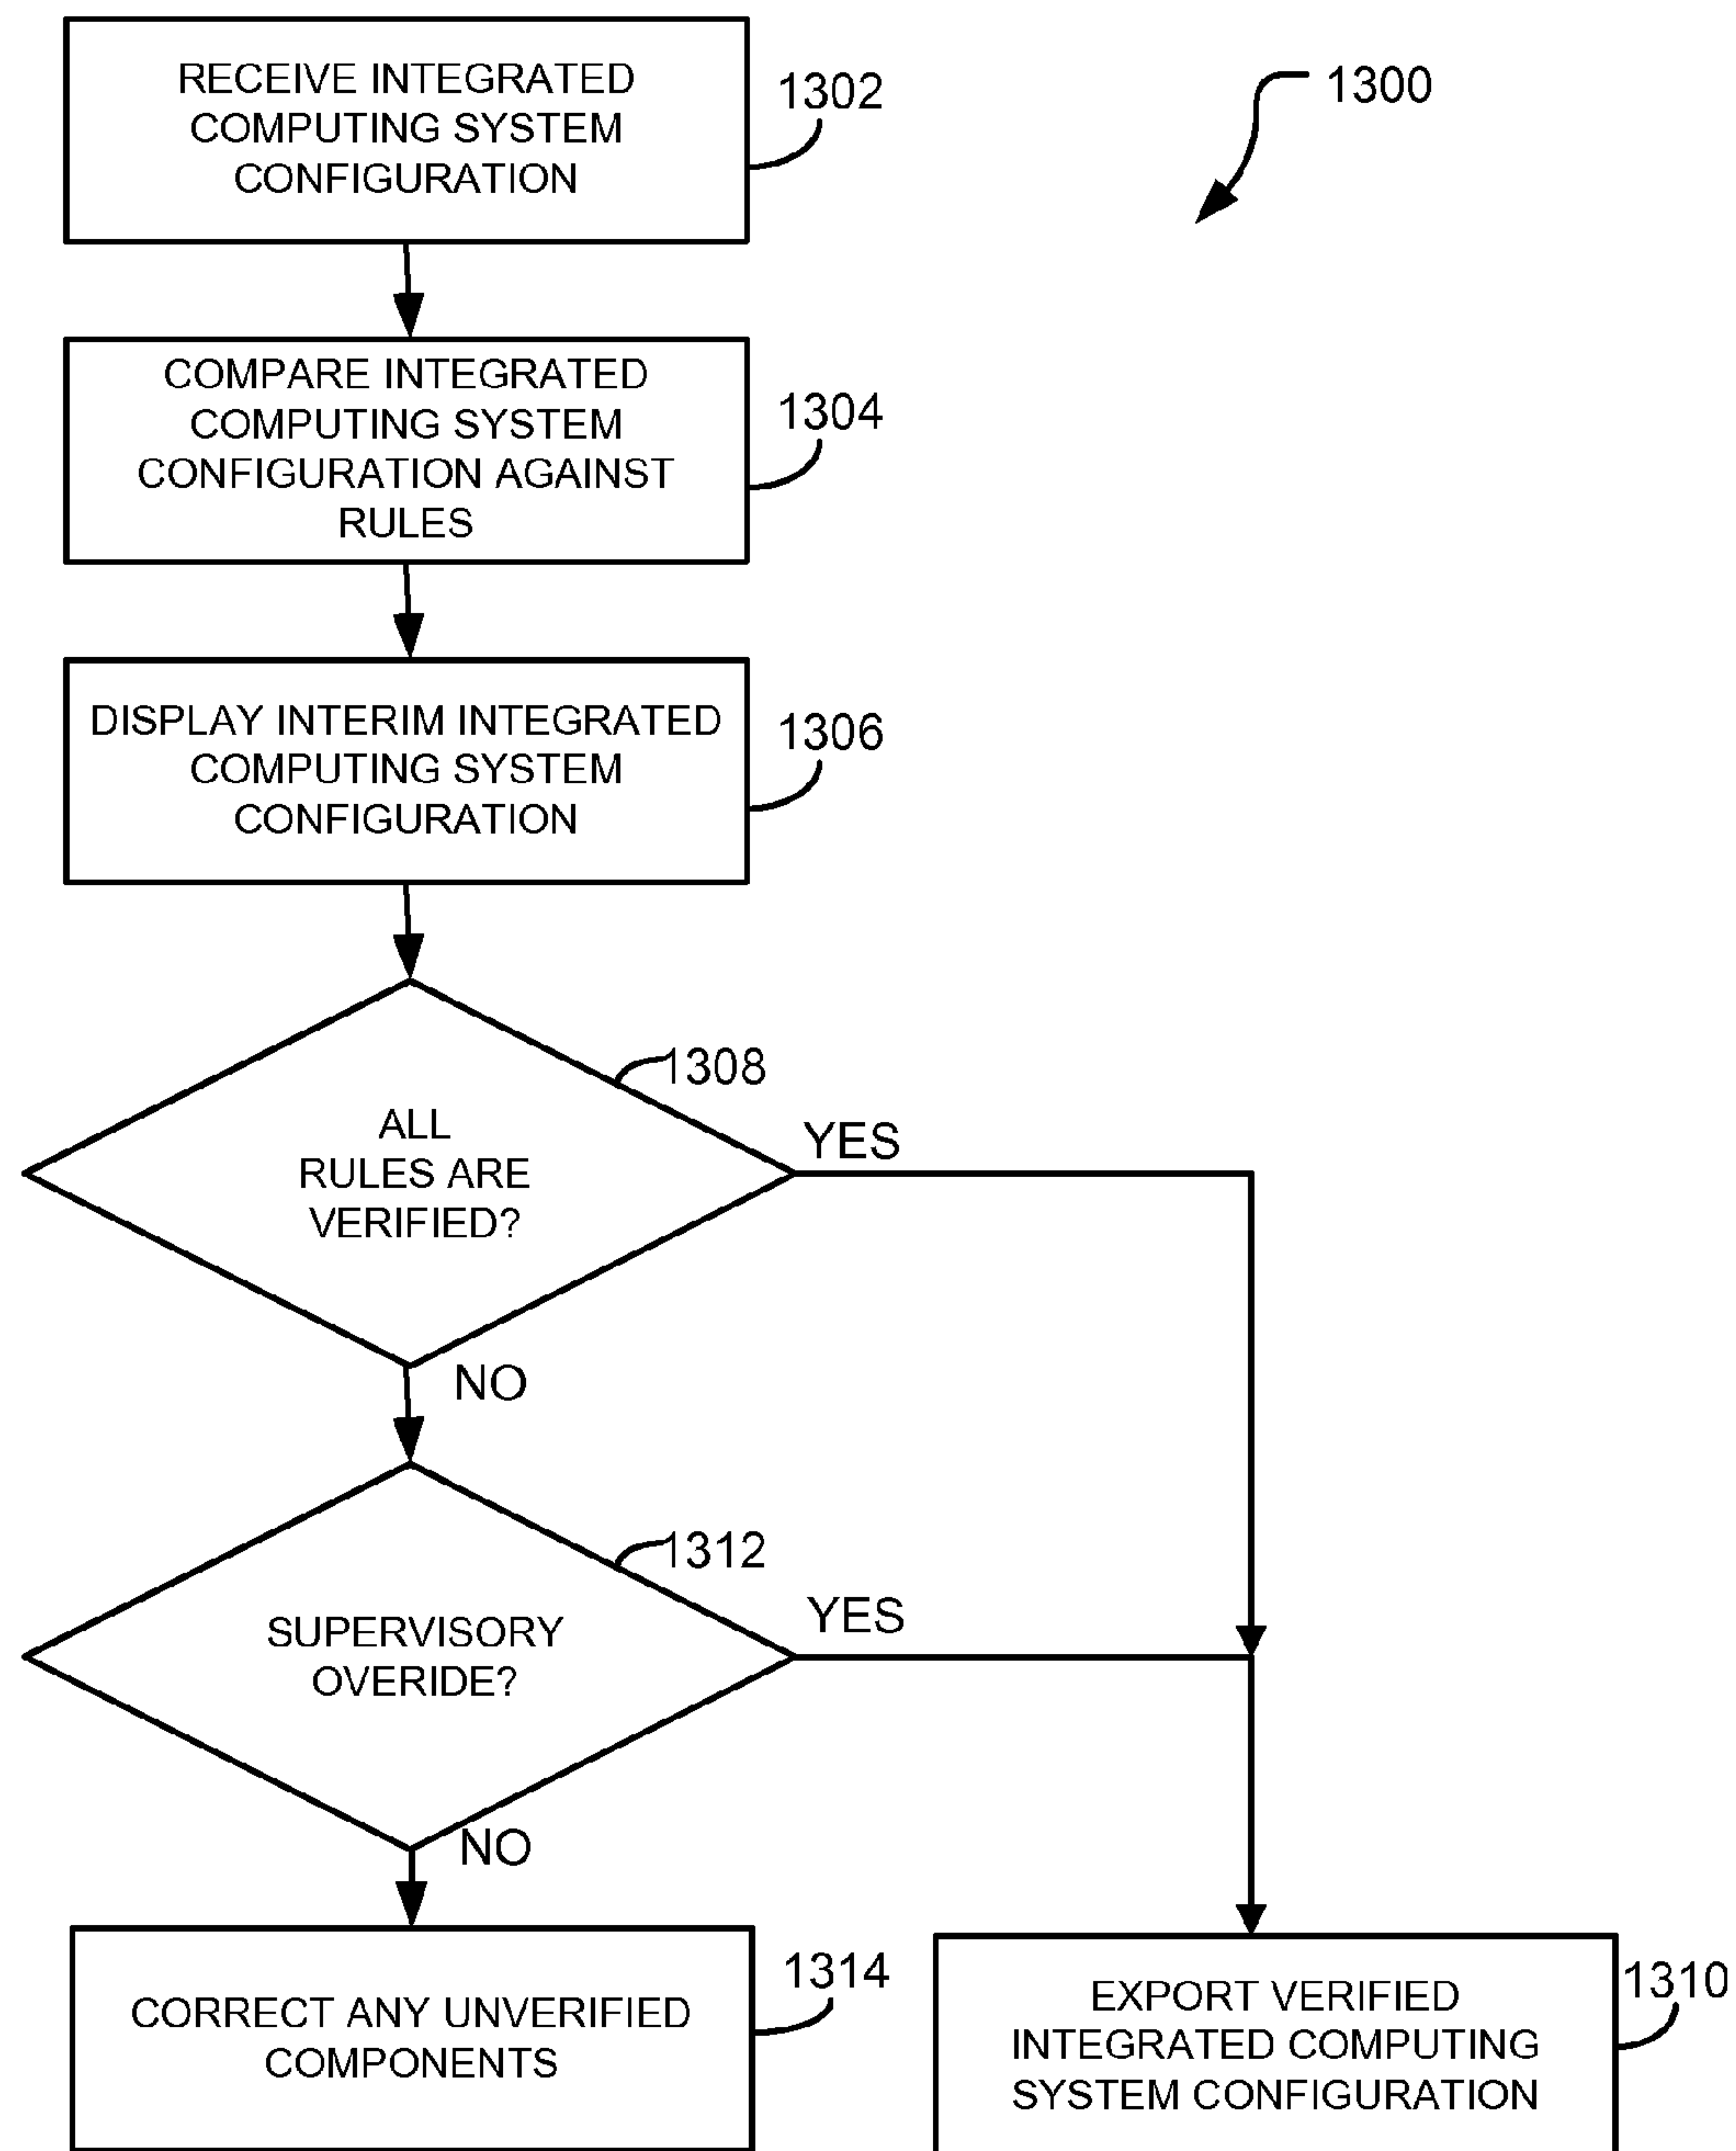 RECEIVE INTEGRATED
COMPUTING SYSTEM
CONFIGURATION
1302
1300
COMPARE INTEGRATED
COMPUTING SYSTEM
CONFIGURATION AGAINST
RULES
1304
DISPLAY INTERIM INTEGRATED
COMPUTING SYSTEM
CONFIGURATION
1306
1308
ALL
RULES ARE
VERIFIED?
YES
NO
1312
SUPERVISORY
OVERIDE?
YES
NO
CORRECT ANY UNVERIFIED
COMPONENTS
1314
EXPORT VERIFIED
INTEGRATED COMPUTING
SYSTEM CONFIGURATION
1310